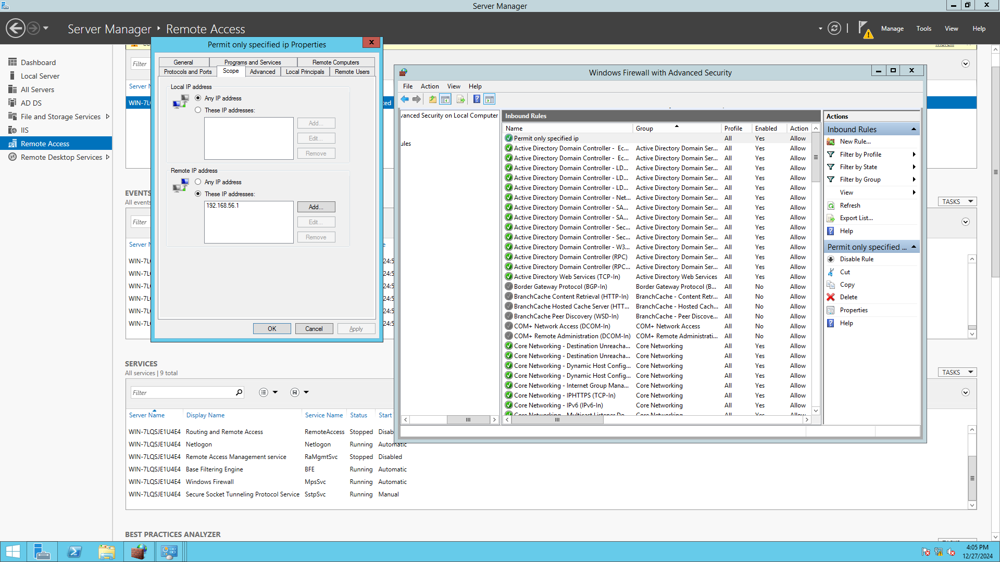 Server Manager
Server Manager ‣ Remote Access
Manage Tools View Help
Dashboard
Local Server
All Servers
AD DS
File and Storage Services
IIS
Remote Access
Remote Desktop Services
Filter
WIN-7L
ted
EVENTS
All events
TASKS
Filter
WIN-7L 24:5
WIN-7L 24:5
WIN-7L 24:5
WIN-7L 24:5
WIN-7L 24:5
WIN-7L 24:5
Permit only specified ip Properties
General Programs and Services Remote Computers
Protocols and Ports Scope Advanced Local Principals Remote Users
Local IP address
Any IP address
These IP addresses:
Add...
Edit...
Remove
Remote IP address
Any IP address
These IP addresses:
192.168.56.1
Add...
Edit...
Remove
OK Cancel Apply
Windows Firewall with Advanced Security
File Action View Help
vanced Security on Local Computer
ules
Inbound Rules
Name Group Profile Enabled Action
Permit only specified ip All Yes Allow
Active Directory Domain Controller - Ec... Active Directory Domain Ser... All Yes Allow
Active Directory Domain Controller - Ec... Active Directory Domain Ser... All Yes Allow
Active Directory Domain Controller - LD... Active Directory Domain Ser... All Yes Allow
Active Directory Domain Controller - LD... Active Directory Domain Ser... All Yes Allow
Active Directory Domain Controller - LD... Active Directory Domain Ser... All Yes Allow
Active Directory Domain Controller - Net... Active Directory Domain Ser... All Yes Allow
Active Directory Domain Controller - SA... Active Directory Domain Ser... All Yes Allow
Active Directory Domain Controller - SA... Active Directory Domain Ser... All Yes Allow
Active Directory Domain Controller - Sec... Active Directory Domain Ser... All Yes Allow
Active Directory Domain Controller - Sec... Active Directory Domain Ser... All Yes Allow
Active Directory Domain Controller - W3... Active Directory Domain Ser... All Yes Allow
Active Directory Domain Controller (RPC) Active Directory Domain Ser... All Yes Allow
Active Directory Domain Controller (RPC... Active Directory Domain Ser... All Yes Allow
Active Directory Web Services (TCP-In) Active Directory Web Services All Yes Allow
Border Gateway Protocol (BGP-In) Border Gateway Protocol (B... All No Allow
BranchCache Content Retrieval (HTTP-In) BranchCache - Content Retr... All No Allow
BranchCache Hosted Cache Server (HTT... BranchCache - Hosted Cach... All No Allow
BranchCache Peer Discovery (WSD-In) BranchCache - Peer Discove... All No Allow
COM+ Network Access (DCOM-In) COM+ Network Access All No Allow
COM+ Remote Administration (DCOM-In) COM+ Remote Administrati... All No Allow
Core Networking - Destination Unreacha... Core Networking All Yes Allow
Core Networking - Destination Unreacha... Core Networking All Yes Allow
Core Networking - Dynamic Host Config... Core Networking All Yes Allow
Core Networking - Dynamic Host Config... Core Networking All Yes Allow
Core Networking - Internet Group Mana... Core Networking All Yes Allow
Core Networking - IPHTTPS (TCP-In) Core Networking All Yes Allow
Core Networking - IPv6 (IPv6-In) Core Networking All Yes Allow
Core Networking - Multicast Listener Do... Core Networking All Yes Allow
Actions
Inbound Rules
New Rule...
Filter by Profile
Filter by State
Filter by Group
View
Refresh
Export List...
Help
Permit only specified ...
Disable Rule
Cut
Copy
Delete
Properties
Help
SERVICES
All services | 9 total
TASKS
Filter
Server Name Display Name Service Name Status Start
WIN-7LQSJE1U4E4 Routing and Remote Access RemoteAccess Stopped Disab
WIN-7LQSJE1U4E4 Netlogon Netlogon Running Automatic
WIN-7LQSJE1U4E4 Remote Access Management service RaMgmtSvc Stopped Disabled
WIN-7LQSJE1U4E4 Base Filtering Engine BFE Running Automatic
WIN-7LQSJE1U4E4 Windows Firewall MpsSvc Running Automatic
WIN-7LQSJE1U4E4 Secure Socket Tunneling Protocol Service SstpSvc Running Manual
BEST PRACTICES ANALYZER
4:05 PM
12/27/2024